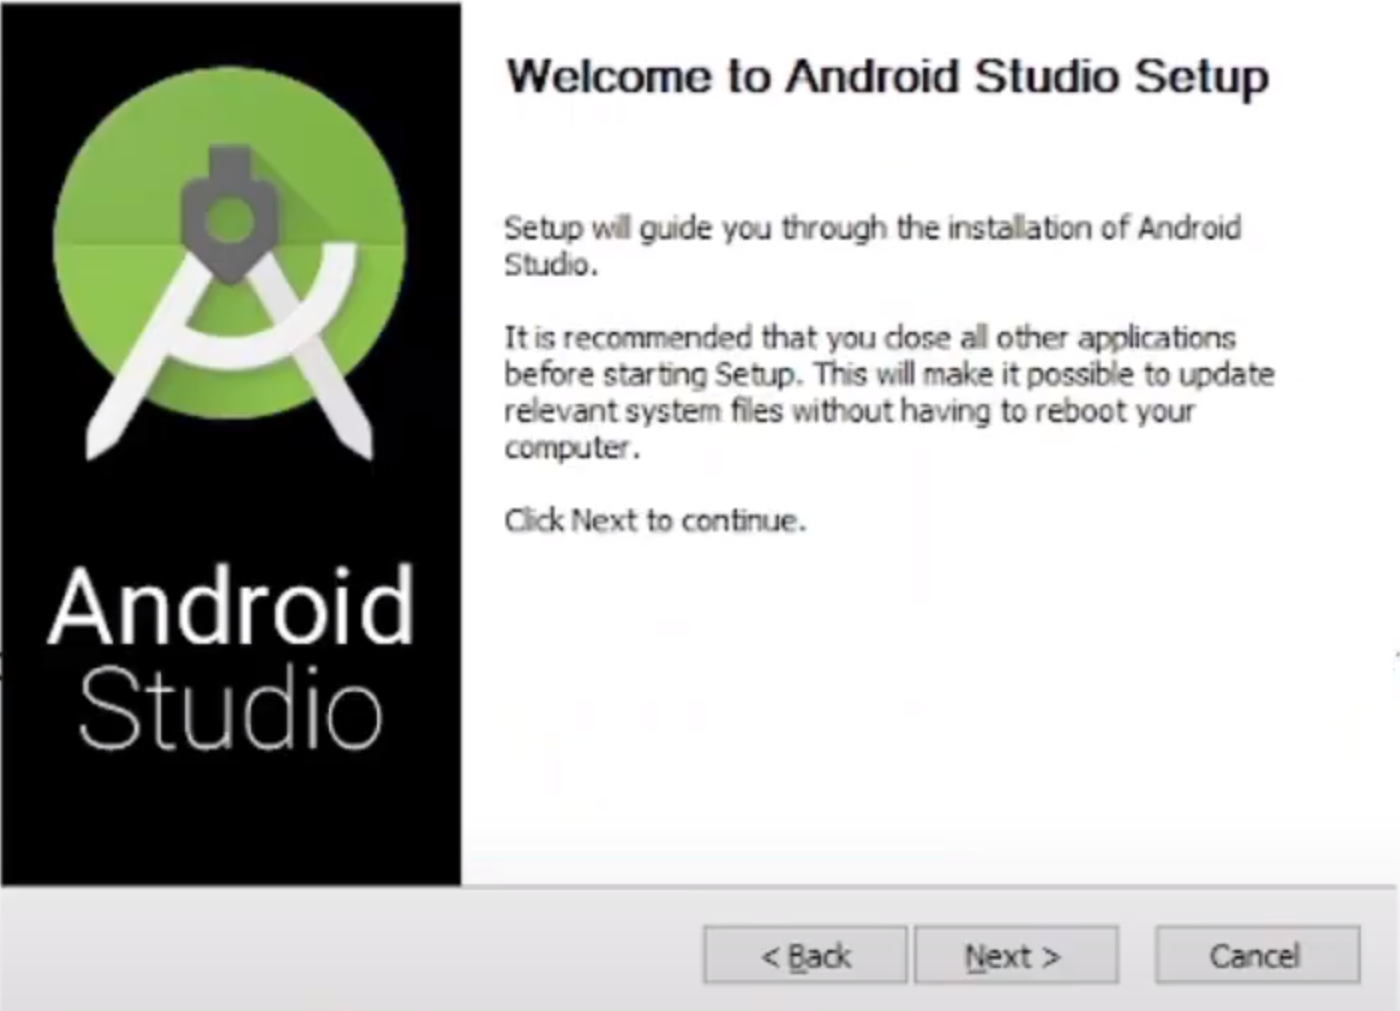 Welcome to Android Studio Setup
Setup will guide you through the installation of Android
Studio.
It is recommended that you close all other applications
before starting Setup. This will make it possible to update
relevant system files without having to reboot your
computer.
Click Next to continue.
Android
Studio
< Back
Next >
Cancel